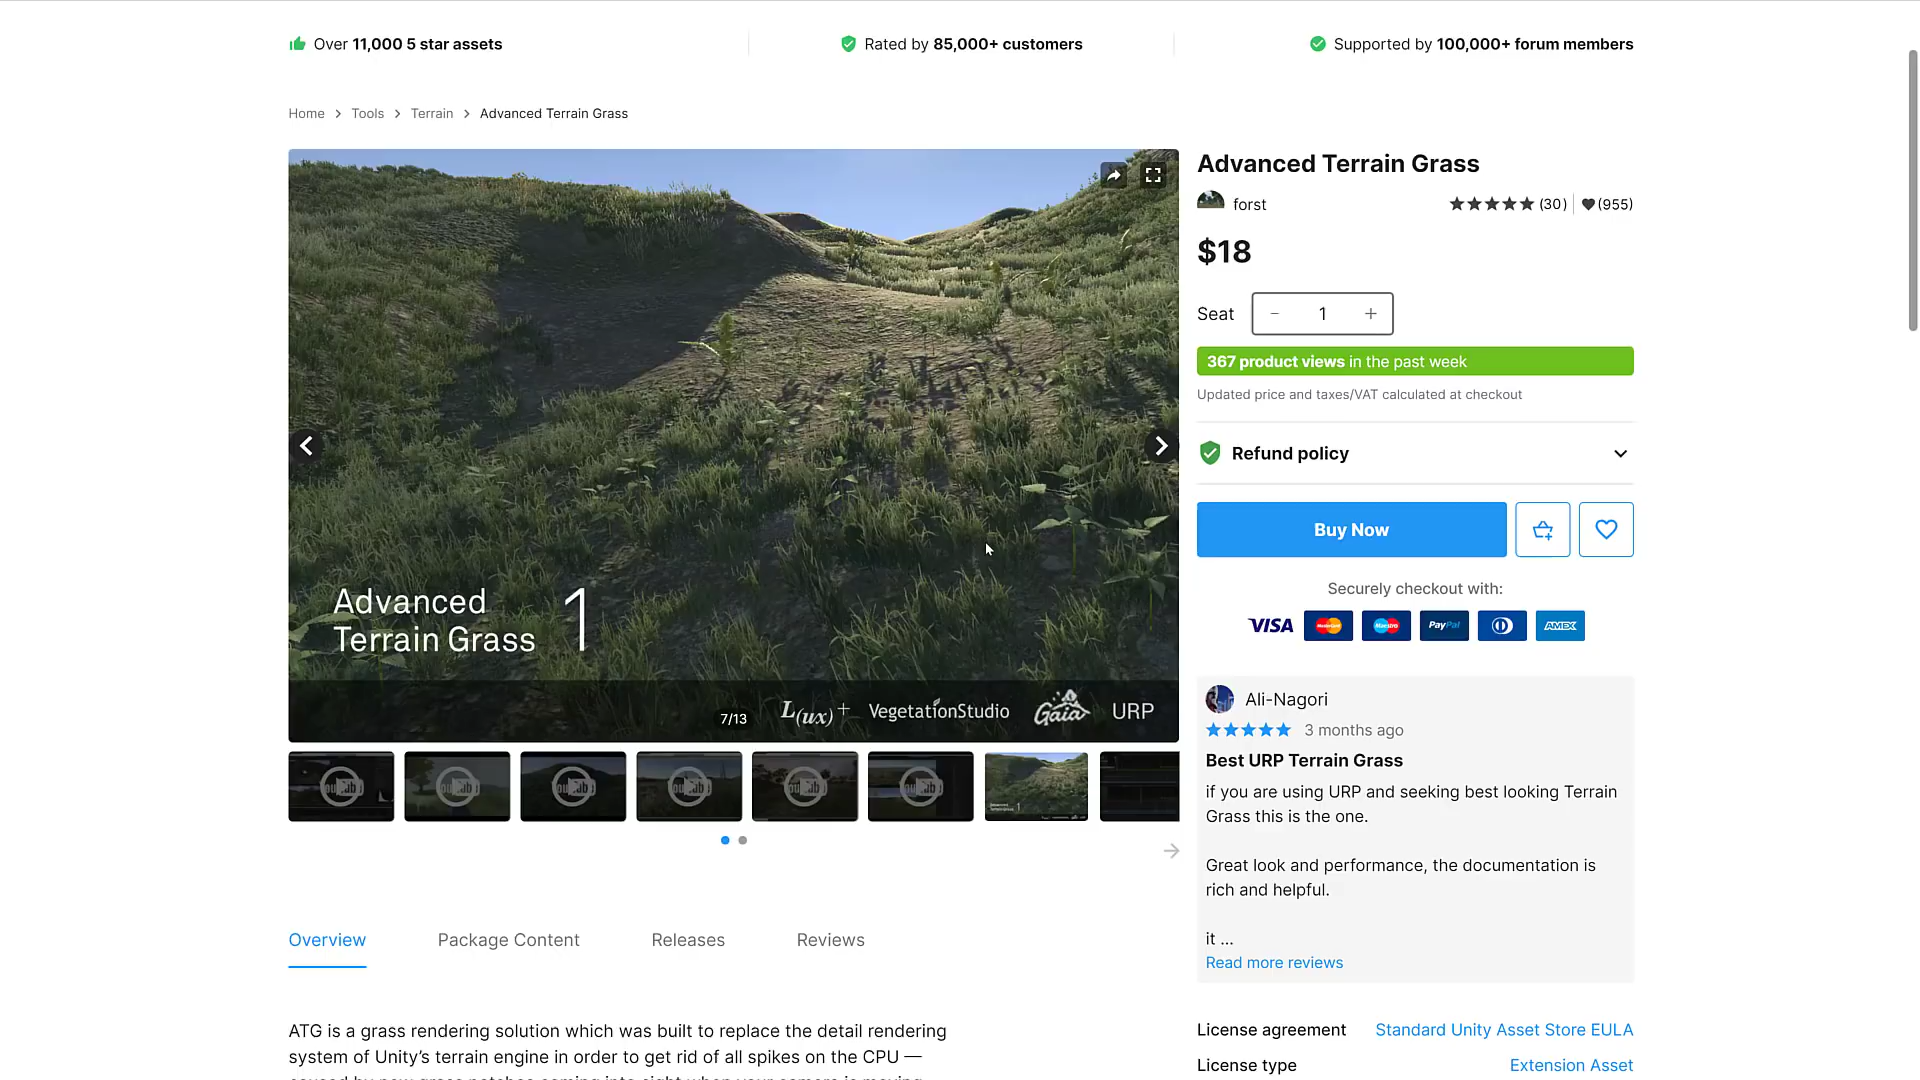 Over 11,000 5 star assets
Rated by 85,000+ customers
Supported by 100,000+ forum members
Home > Tools > Terrain > Advanced Terrain Grass
Advanced
Terrain Grass 1
7/13
L(ux)+ VegetationStudio Gaia URP
Advanced Terrain Grass
forst
(30) (955)
$18
Seat - 1 +
367 product views in the past week
Updated price and taxes/VAT calculated at checkout
Refund policy
Buy Now
Securely checkout with:
VISA MasterCard Maestro PayPal AMEX
Ali-Nagori
3 months ago
Best URP Terrain Grass
if you are using URP and seeking best looking Terrain
Grass this is the one.
Great look and performance, the documentation is
rich and helpful.
it ...
Read more reviews
Overview Package Content Releases Reviews
ATG is a grass rendering solution which was built to replace the detail rendering
system of Unity's terrain engine in order to get rid of all spikes on the CPU —
License agreement Standard Unity Asset Store EULA
License type Extension Asset